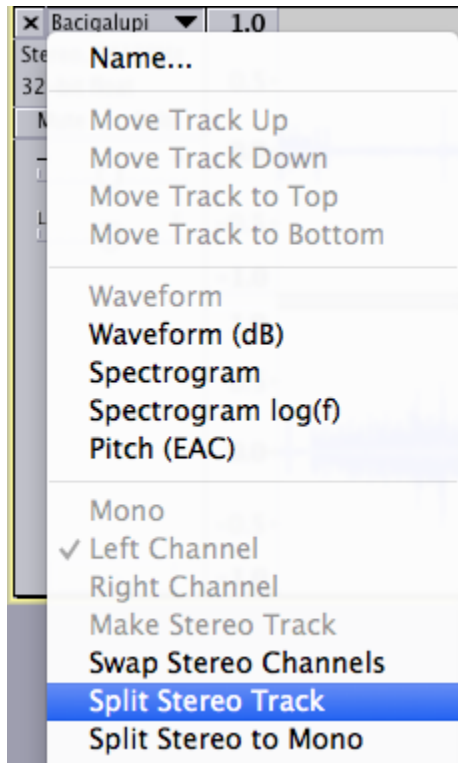 Bacigalupi 1.0
Name...
Move Track Up
Move Track Down
Move Track to Top
Move Track to Bottom
Waveform
Waveform (dB)
Spectrogram
Spectrogram log(f)
Pitch (EAC)
Mono
✓ Left Channel
Right Channel
Make Stereo Track
Swap Stereo Channels
Split Stereo Track
Split Stereo to Mono